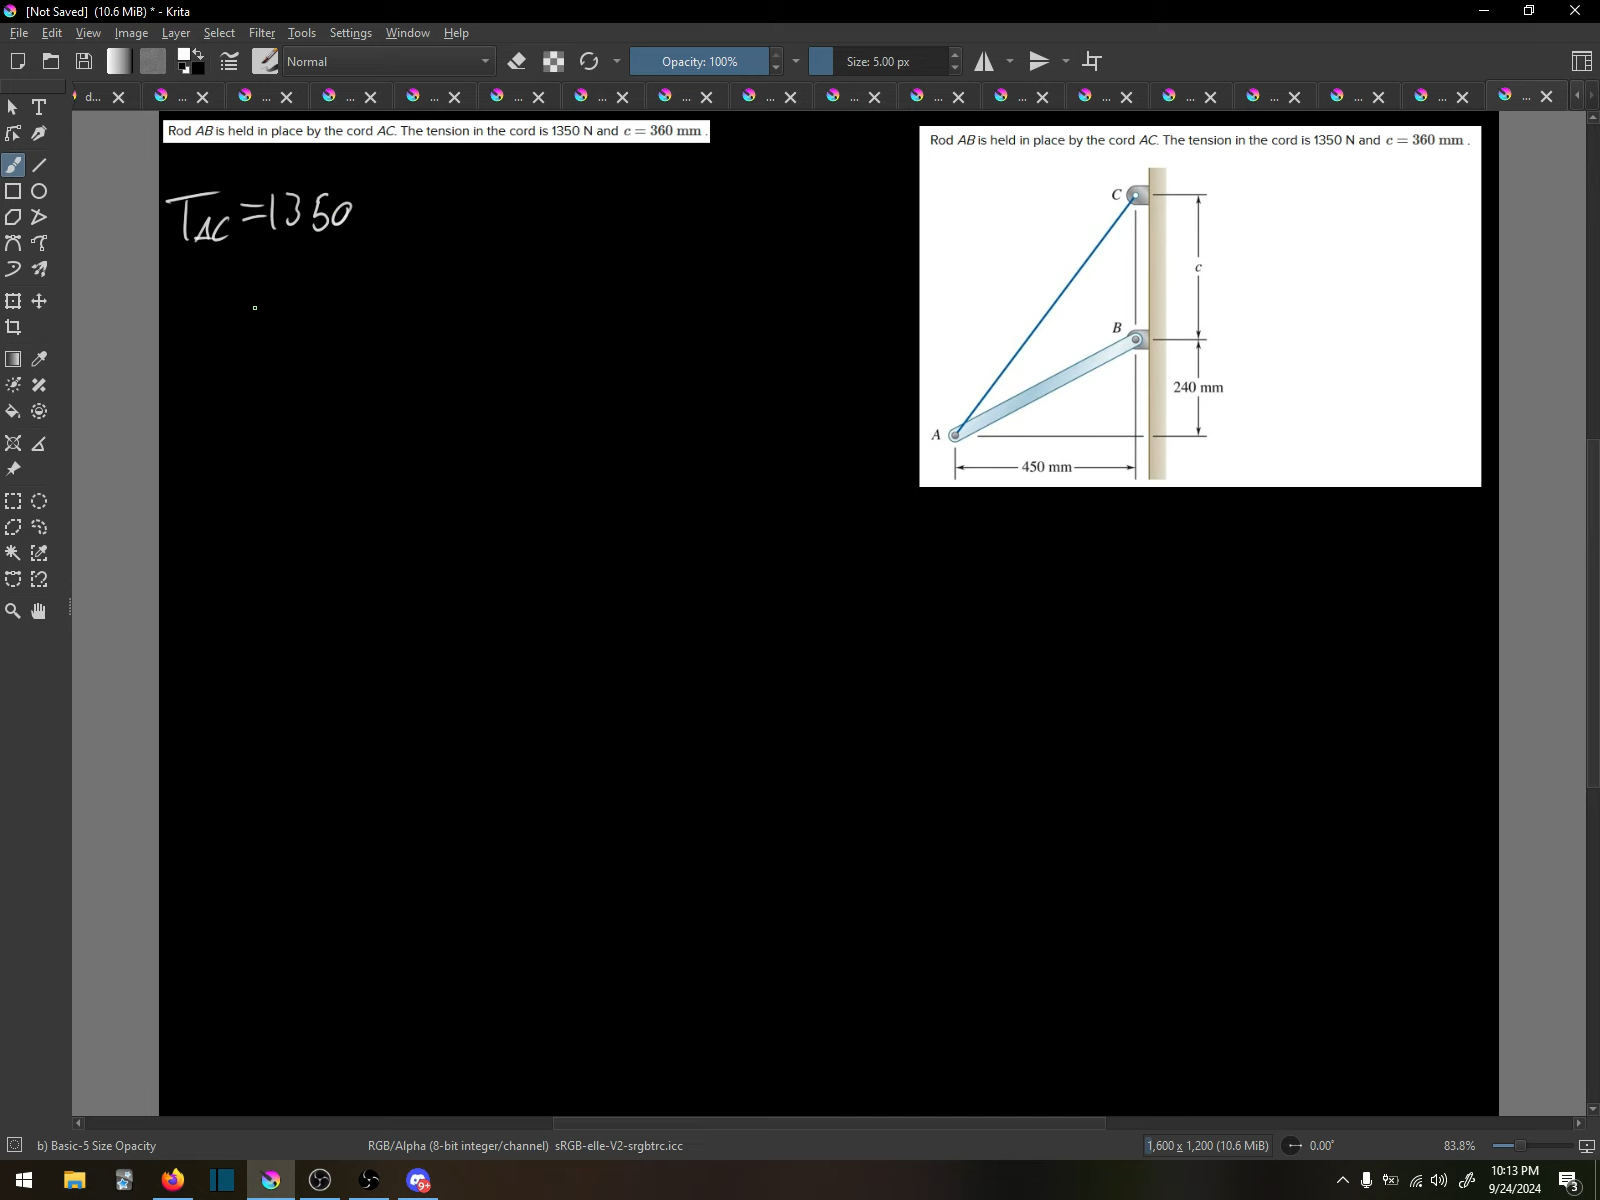 [Not Saved] (10.6 MiB) * - Krita
File Edit View Image Layer Select Filter Tools Settings Window Help
Normal
Opacity: 100%
Size: 5.00 px
d... ... ... ... ... ... ... ... ... ... ... ... ... ... ... ... ... ...
Rod AB is held in place by the cord AC. The tension in the cord is 1350 N and c = 360 mm .
T_AC = 1350
Rod AB is held in place by the cord AC. The tension in the cord is 1350 N and c = 360 mm .
C
c
B
240 mm
A
450 mm
b) Basic-5 Size Opacity
RGB/Alpha (8-bit integer/channel) sRGB-elle-V2-srgbtrc.icc
1,600 x 1,200 (10.6 MiB)
0.00°
83.8%
9+
10:13 PM
9/24/2024
3